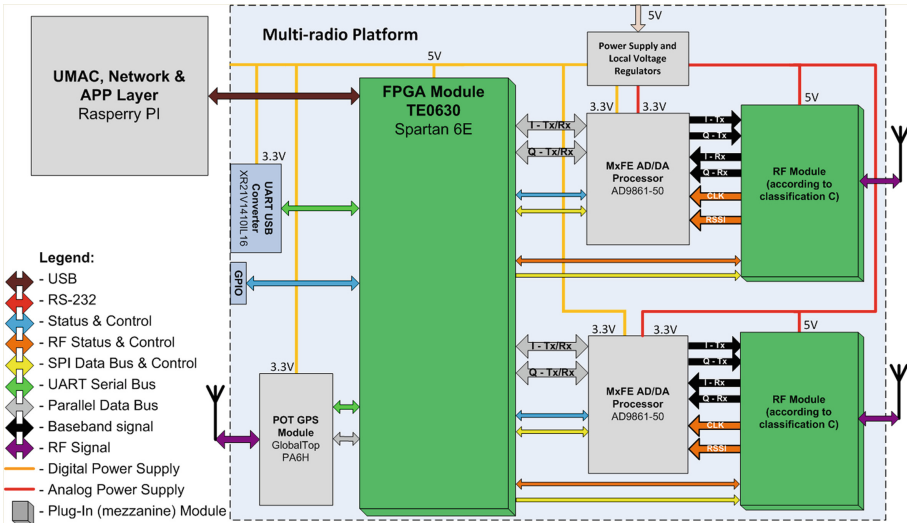 5V
Multi-radio Platform
Power Supply and
Local Voltage
Regulators
UMAC, Network &
APP Layer
Rasperry PI
5V
5V
FPGA Module
TE0630
Spartan 6E
3.3V
3.3V
I - Tx/Rx
Q - Tx/Rx
MxFE AD/DA
Processor
AD9861-50
I - Tx
Q - Tx
I - Rx
Q - Rx
CLK
RSSI
RF Module
(according to
classification C)
3.3V
UART USB
Converter
XR21V1410IL16
GPIO
Legend:
- USB
- RS-232
- Status & Control
- RF Status & Control
- SPI Data Bus & Control
- UART Serial Bus
- Parallel Data Bus
- Baseband signal
- RF Signal
- Digital Power Supply
- Analog Power Supply
- Plug-In (mezzanine) Module
3.3V
POT GPS
Module
GlobalTop
PA6H
3.3V
3.3V
5V
I - Tx/Rx
Q - Tx/Rx
MxFE AD/DA
Processor
AD9861-50
I - Tx
Q - Tx
I - Rx
Q - Rx
CLK
RSSI
RF Module
(according to
classification C)